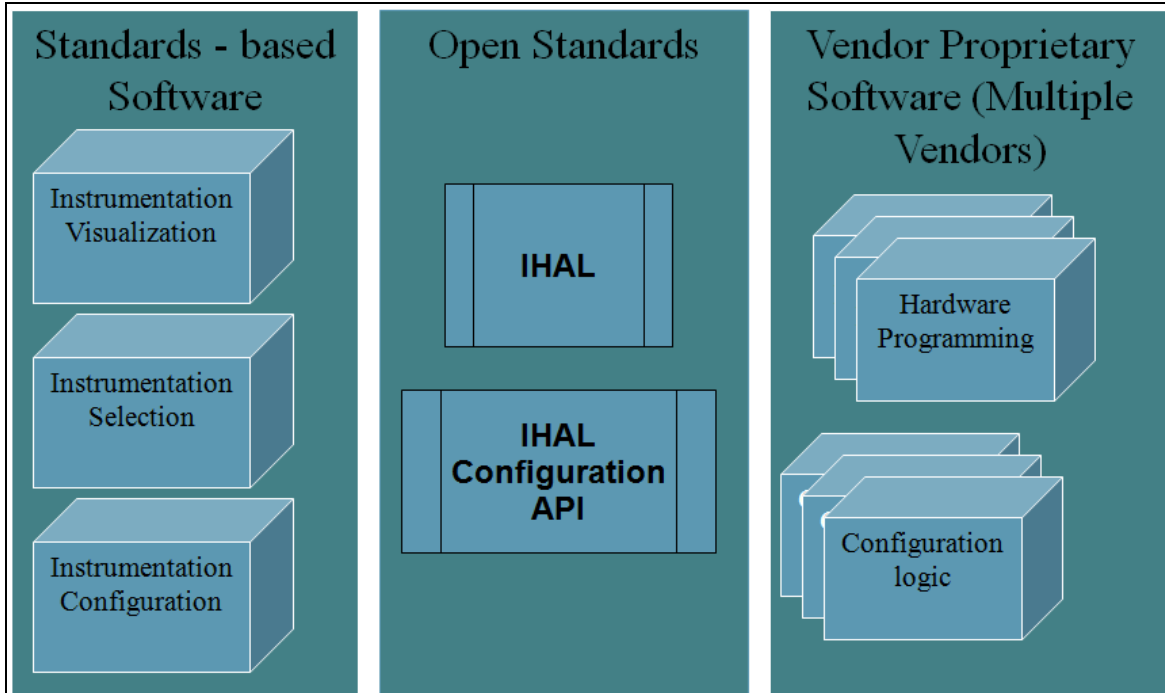 Standards - based
Software
Instrumentation
Visualization
Instrumentation
Selection
Instrumentation
Configuration
Open Standards
IHAL
IHAL
Configuration
API
Vendor Proprietary
Software (Multiple
Vendors)
Hardware
Programming
Configuration
logic